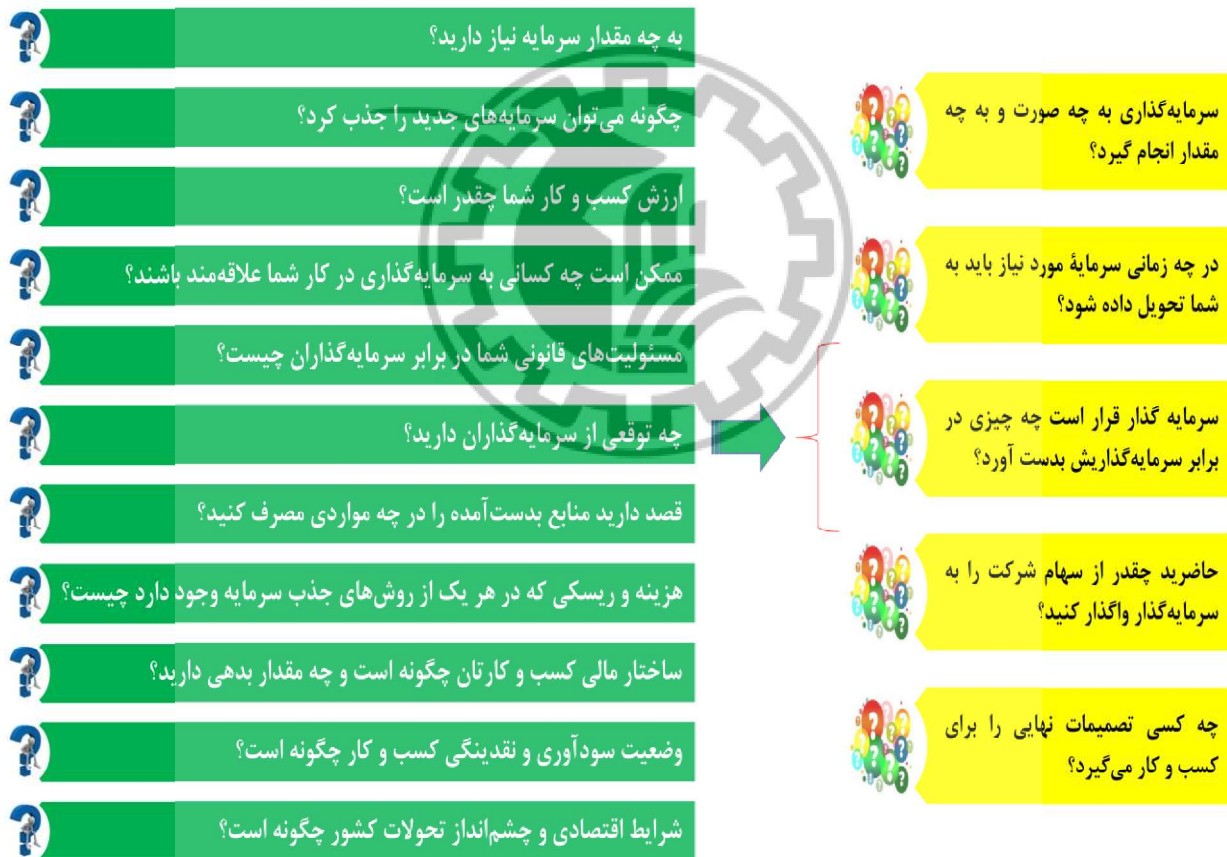 به چه مقدار سرمایه نیاز دارید؟
چگونه می‌توان سرمایه‌های جدید را جذب کرد؟
ارزش کسب و کار شما چقدر است؟
ممکن است چه کسانی به سرمایه‌گذاری در کار شما علاقه‌مند باشند؟
مسئولیت‌های قانونی شما در برابر سرمایه‌گذاران چیست؟
چه توقعی از سرمایه‌گذاران دارید؟
قصد دارید منابع بدست‌آمده را در چه مواردی مصرف کنید؟
هزینه و ریسکی که در هر یک از روش‌های جذب سرمایه وجود دارد چیست؟
ساختار مالی کسب و کارتان چگونه است و چه مقدار بدهی دارید؟
وضعیت سودآوری و نقدینگی کسب و کار چگونه است؟
شرایط اقتصادی و چشم‌انداز تحولات کشور چگونه است؟
سرمایه‌گذاری به چه صورت و به چه
مقدار انجام گیرد؟
در چه زمانی سرمایۀ مورد نیاز باید به
شما تحویل داده شود؟
سرمایه گذار قرار است چه چیزی در
برابر سرمایه‌گذاریش بدست آورد؟
حاضرید چقدر از سهام شرکت را به
سرمایه‌گذار واگذار کنید؟
چه کسی تصمیمات نهایی را برای
کسب و کار می‌گیرد؟